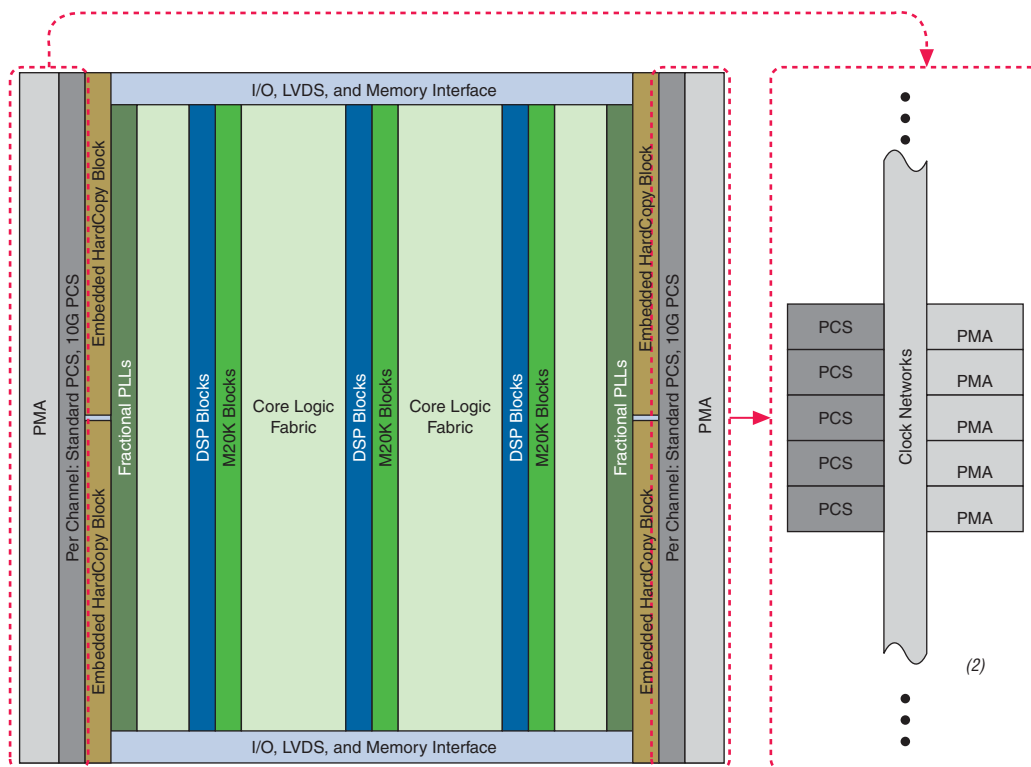 I/O, LVDS, and Memory Interface
PMA
Per Channel: Standard PCS, 10G PCS
Embedded HardCopy Block
Embedded HardCopy Block
Fractional PLLs
DSP Blocks
M20K Blocks
Core Logic
Fabric
DSP Blocks
M20K Blocks
Core Logic
Fabric
DSP Blocks
M20K Blocks
Fractional PLLs
Embedded HardCopy Block
Embedded HardCopy Block
Per Channel: Standard PCS, 10G PCS
PMA
I/O, LVDS, and Memory Interface
PCS
PCS
PCS
PCS
PCS
Clock Networks
PMA
PMA
PMA
PMA
PMA
(2)